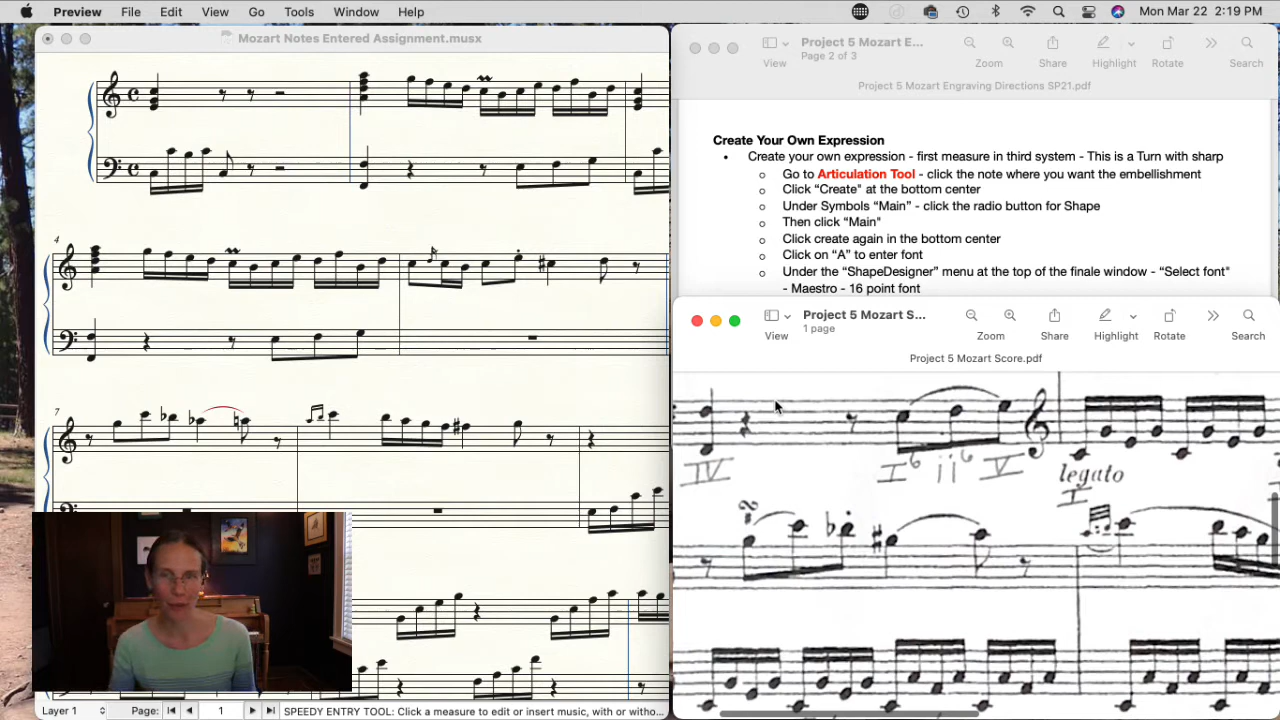 Preview File Edit View Go Tools Window Help Mon Mar 22 2:19 PM
Mozart Notes Entered Assignment.musx
4
7
Layer 1 Page: 1 SPEEDY ENTRY TOOL: Click a measure to edit or insert music, with or witho...
Project 5 Mozart E...
Page 2 of 3
View Zoom Share Highlight Rotate Search
Project 5 Mozart Engraving Directions SP21.pdf
Create Your Own Expression
• Create your own expression - first measure in third system - This is a Turn with sharp
o Go to Articulation Tool - click the note where you want the embellishment
o Click “Create" at the bottom center
o Under Symbols “Main” - click the radio button for Shape
o Then click “Main"
o Click create again in the bottom center
o Click on “A” to enter font
o Under the “ShapeDesigner” menu at the top of the finale window - “Select font"
- Maestro - 16 point font
Project 5 Mozart S...
1 page
View Zoom Share Highlight Rotate Search
Project 5 Mozart Score.pdf
IV I6 ii6 V legato
I